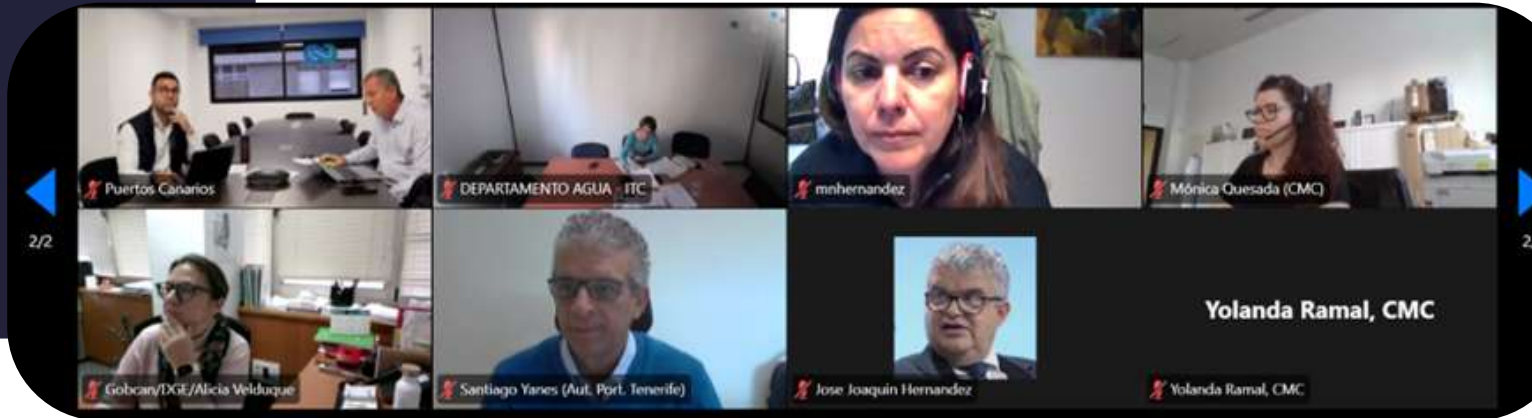 Puertos Canarios
DEPARTAMENTO AGUA - ITC
mnhernandez
Mónica Quesada (CMC)
2/2
Gobcan/DGE/Alicia Velduque
Santiago Yanes (Aut. Port. Tenerife)
Jose Joaquin Hernandez
Yolanda Ramal, CMC
Yolanda Ramal, CMC